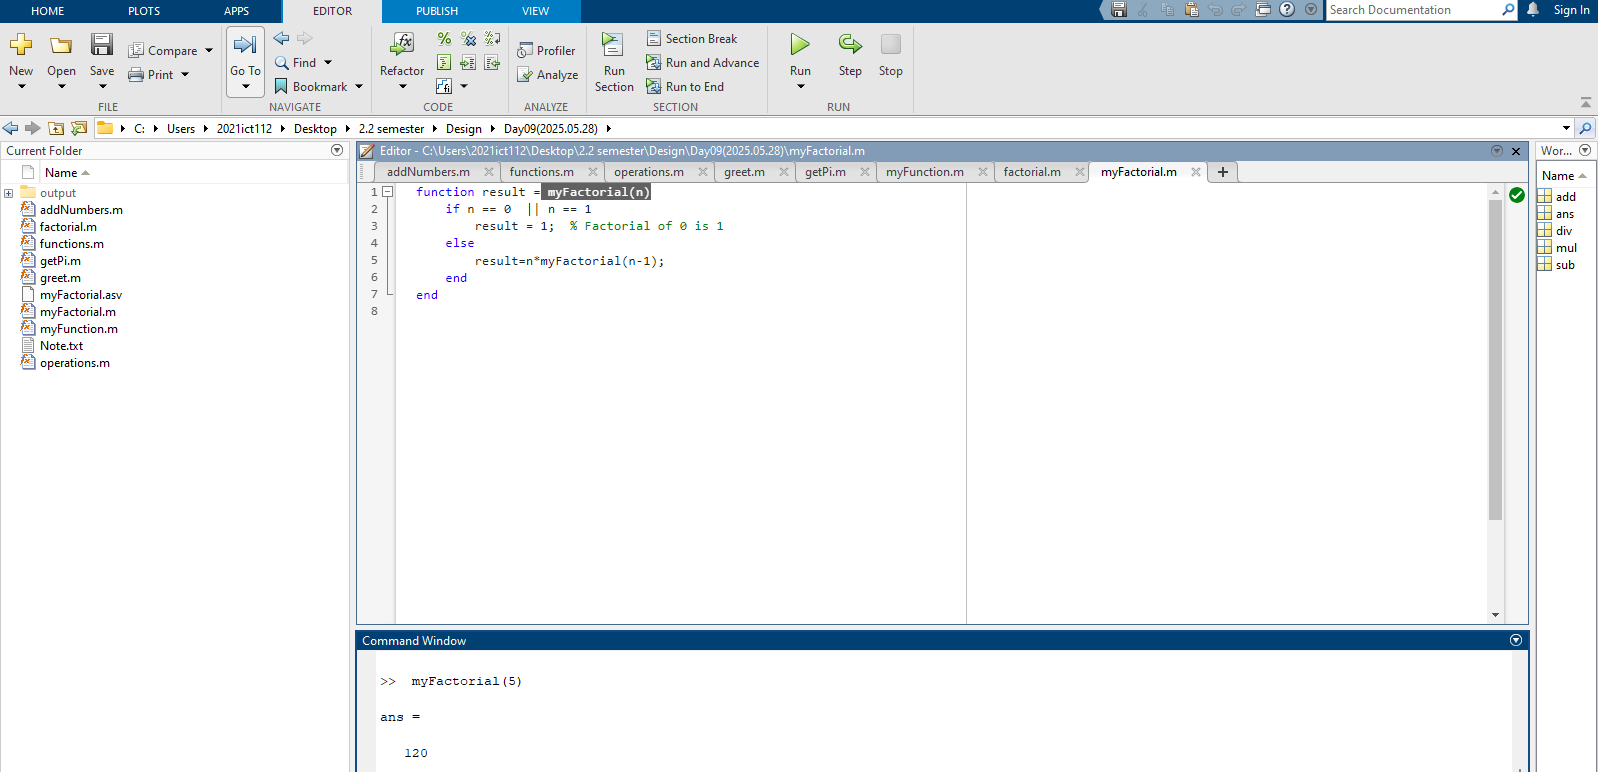 HOME PLOTS APPS EDITOR PUBLISH VIEW Search Documentation Sign In
New Open Save Compare Print Go To Find Bookmark Refactor Profiler Analyze Run Section Section Break Run and Advance Run to End Run Step Stop
FILE NAVIGATE CODE ANALYZE SECTION RUN
C: Users 2021ict112 Desktop 2.2 semester Design Day09(2025.05.28)
Current Folder
Name
output
addNumbers.m
factorial.m
functions.m
getPi.m
greet.m
myFactorial.asv
myFactorial.m
myFunction.m
Note.txt
operations.m
Editor - C:\Users\2021ict112\Desktop\2.2 semester\Design\Day09(2025.05.28)\myFactorial.m
addNumbers.m functions.m operations.m greet.m getPi.m myFunction.m factorial.m myFactorial.m
1 function result = myFactorial(n)
2 if n == 0 || n == 1
3 result = 1; % Factorial of 0 is 1
4 else
5 result=n*myFactorial(n-1);
6 end
7 end
8
Command Window
>> myFactorial(5)
ans =
120
Wor...
Name
add
ans
div
mul
sub